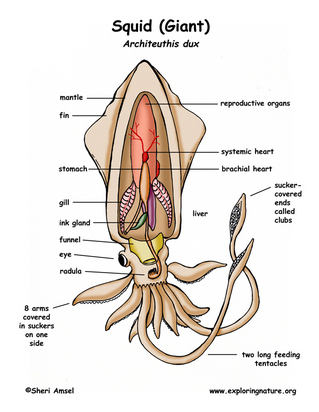 Squid (Giant)
Architeuthis dux
mantle
fin
reproductive organs
systemic heart
stomach
brachial heart
sucker-
covered
ends
called
clubs
gill
liver
ink gland
funnel
eye
radula
8 arms
covered
in suckers
on one
side
two long feeding
tentacles
©Sheri Amsel
www.exploringnature.org